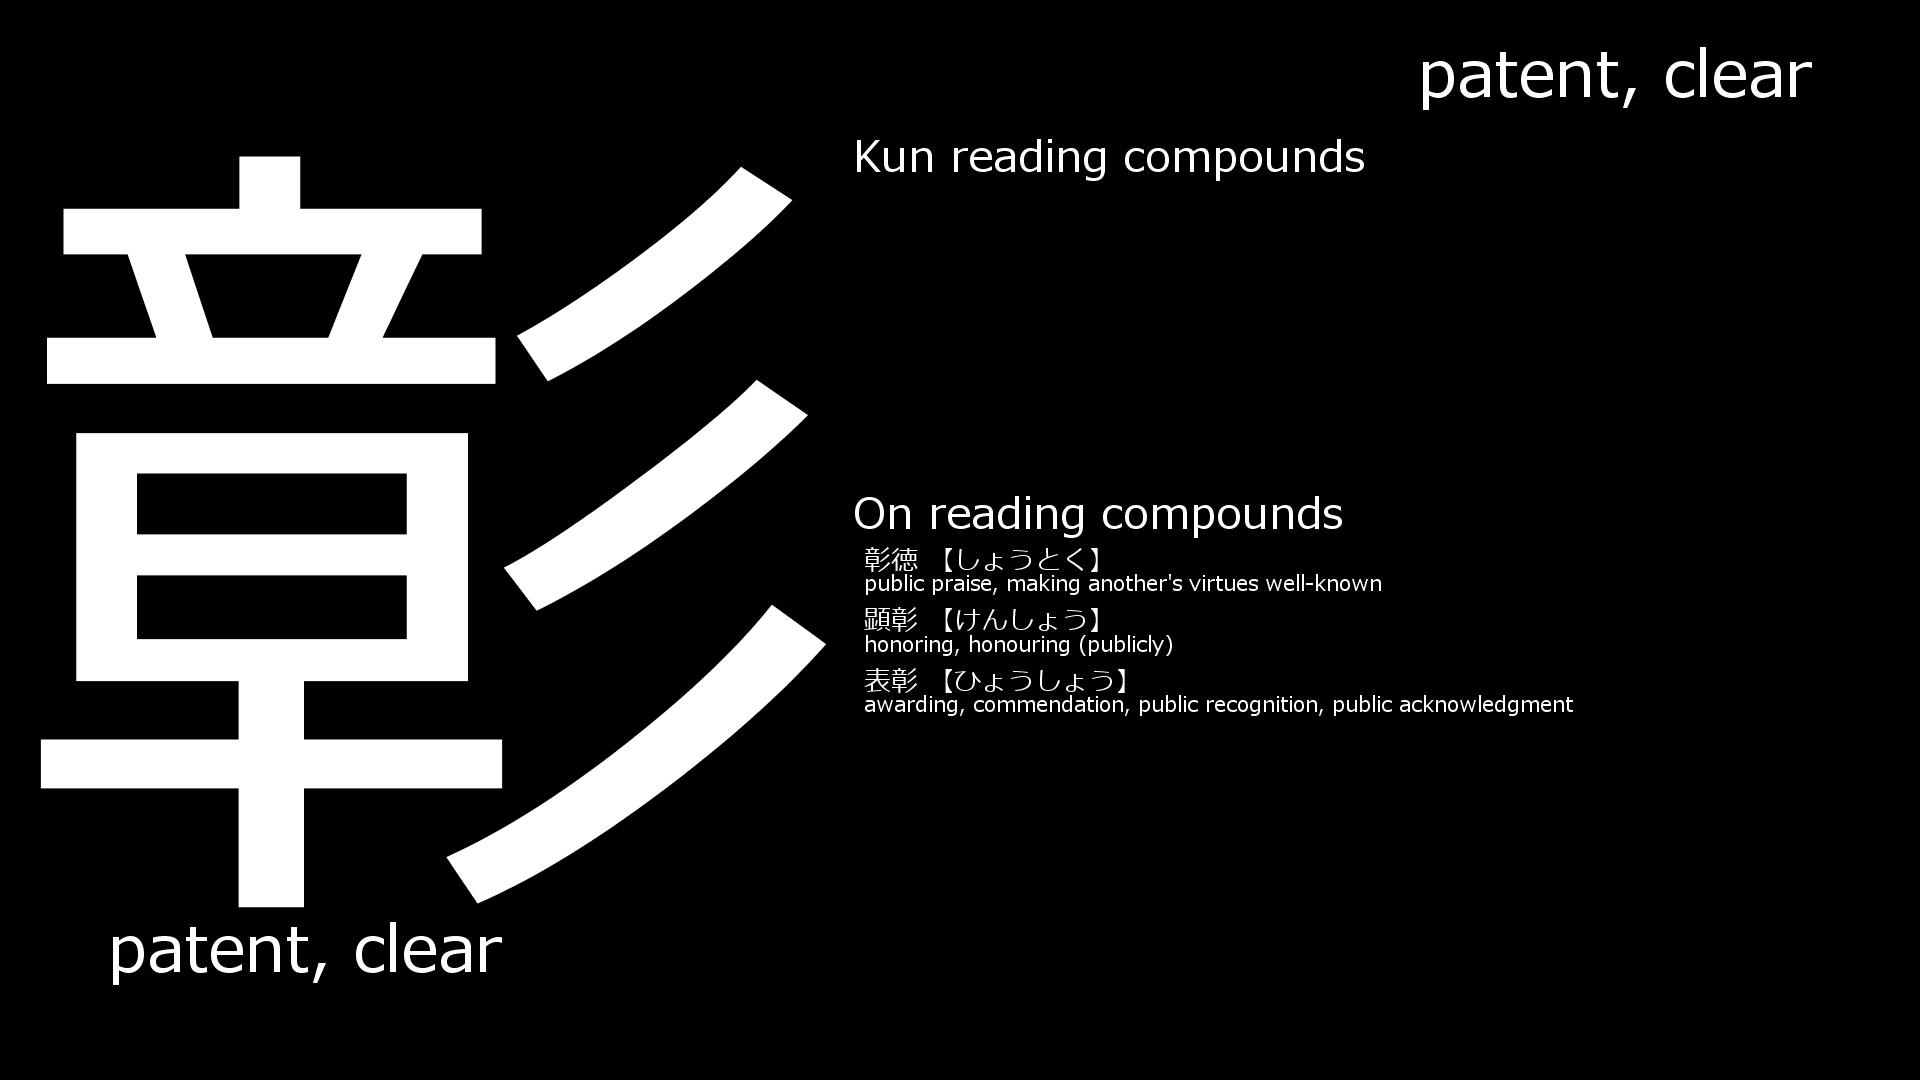 patent, clear
彰
patent, clear
Kun reading compounds
On reading compounds
彰徳 【しょうとく】
public praise, making another's virtues well-known
顕彰 【けんしょう】
honoring, honouring (publicly)
表彰 【ひょうしょう】
awarding, commendation, public recognition, public acknowledgment